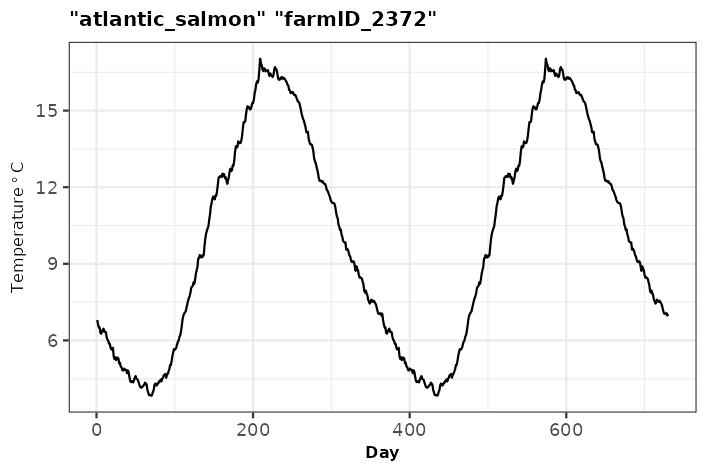 "atlantic_salmon" "farmID_2372"
Temperature °C
15
12
9
6
0 200 400 600
Day